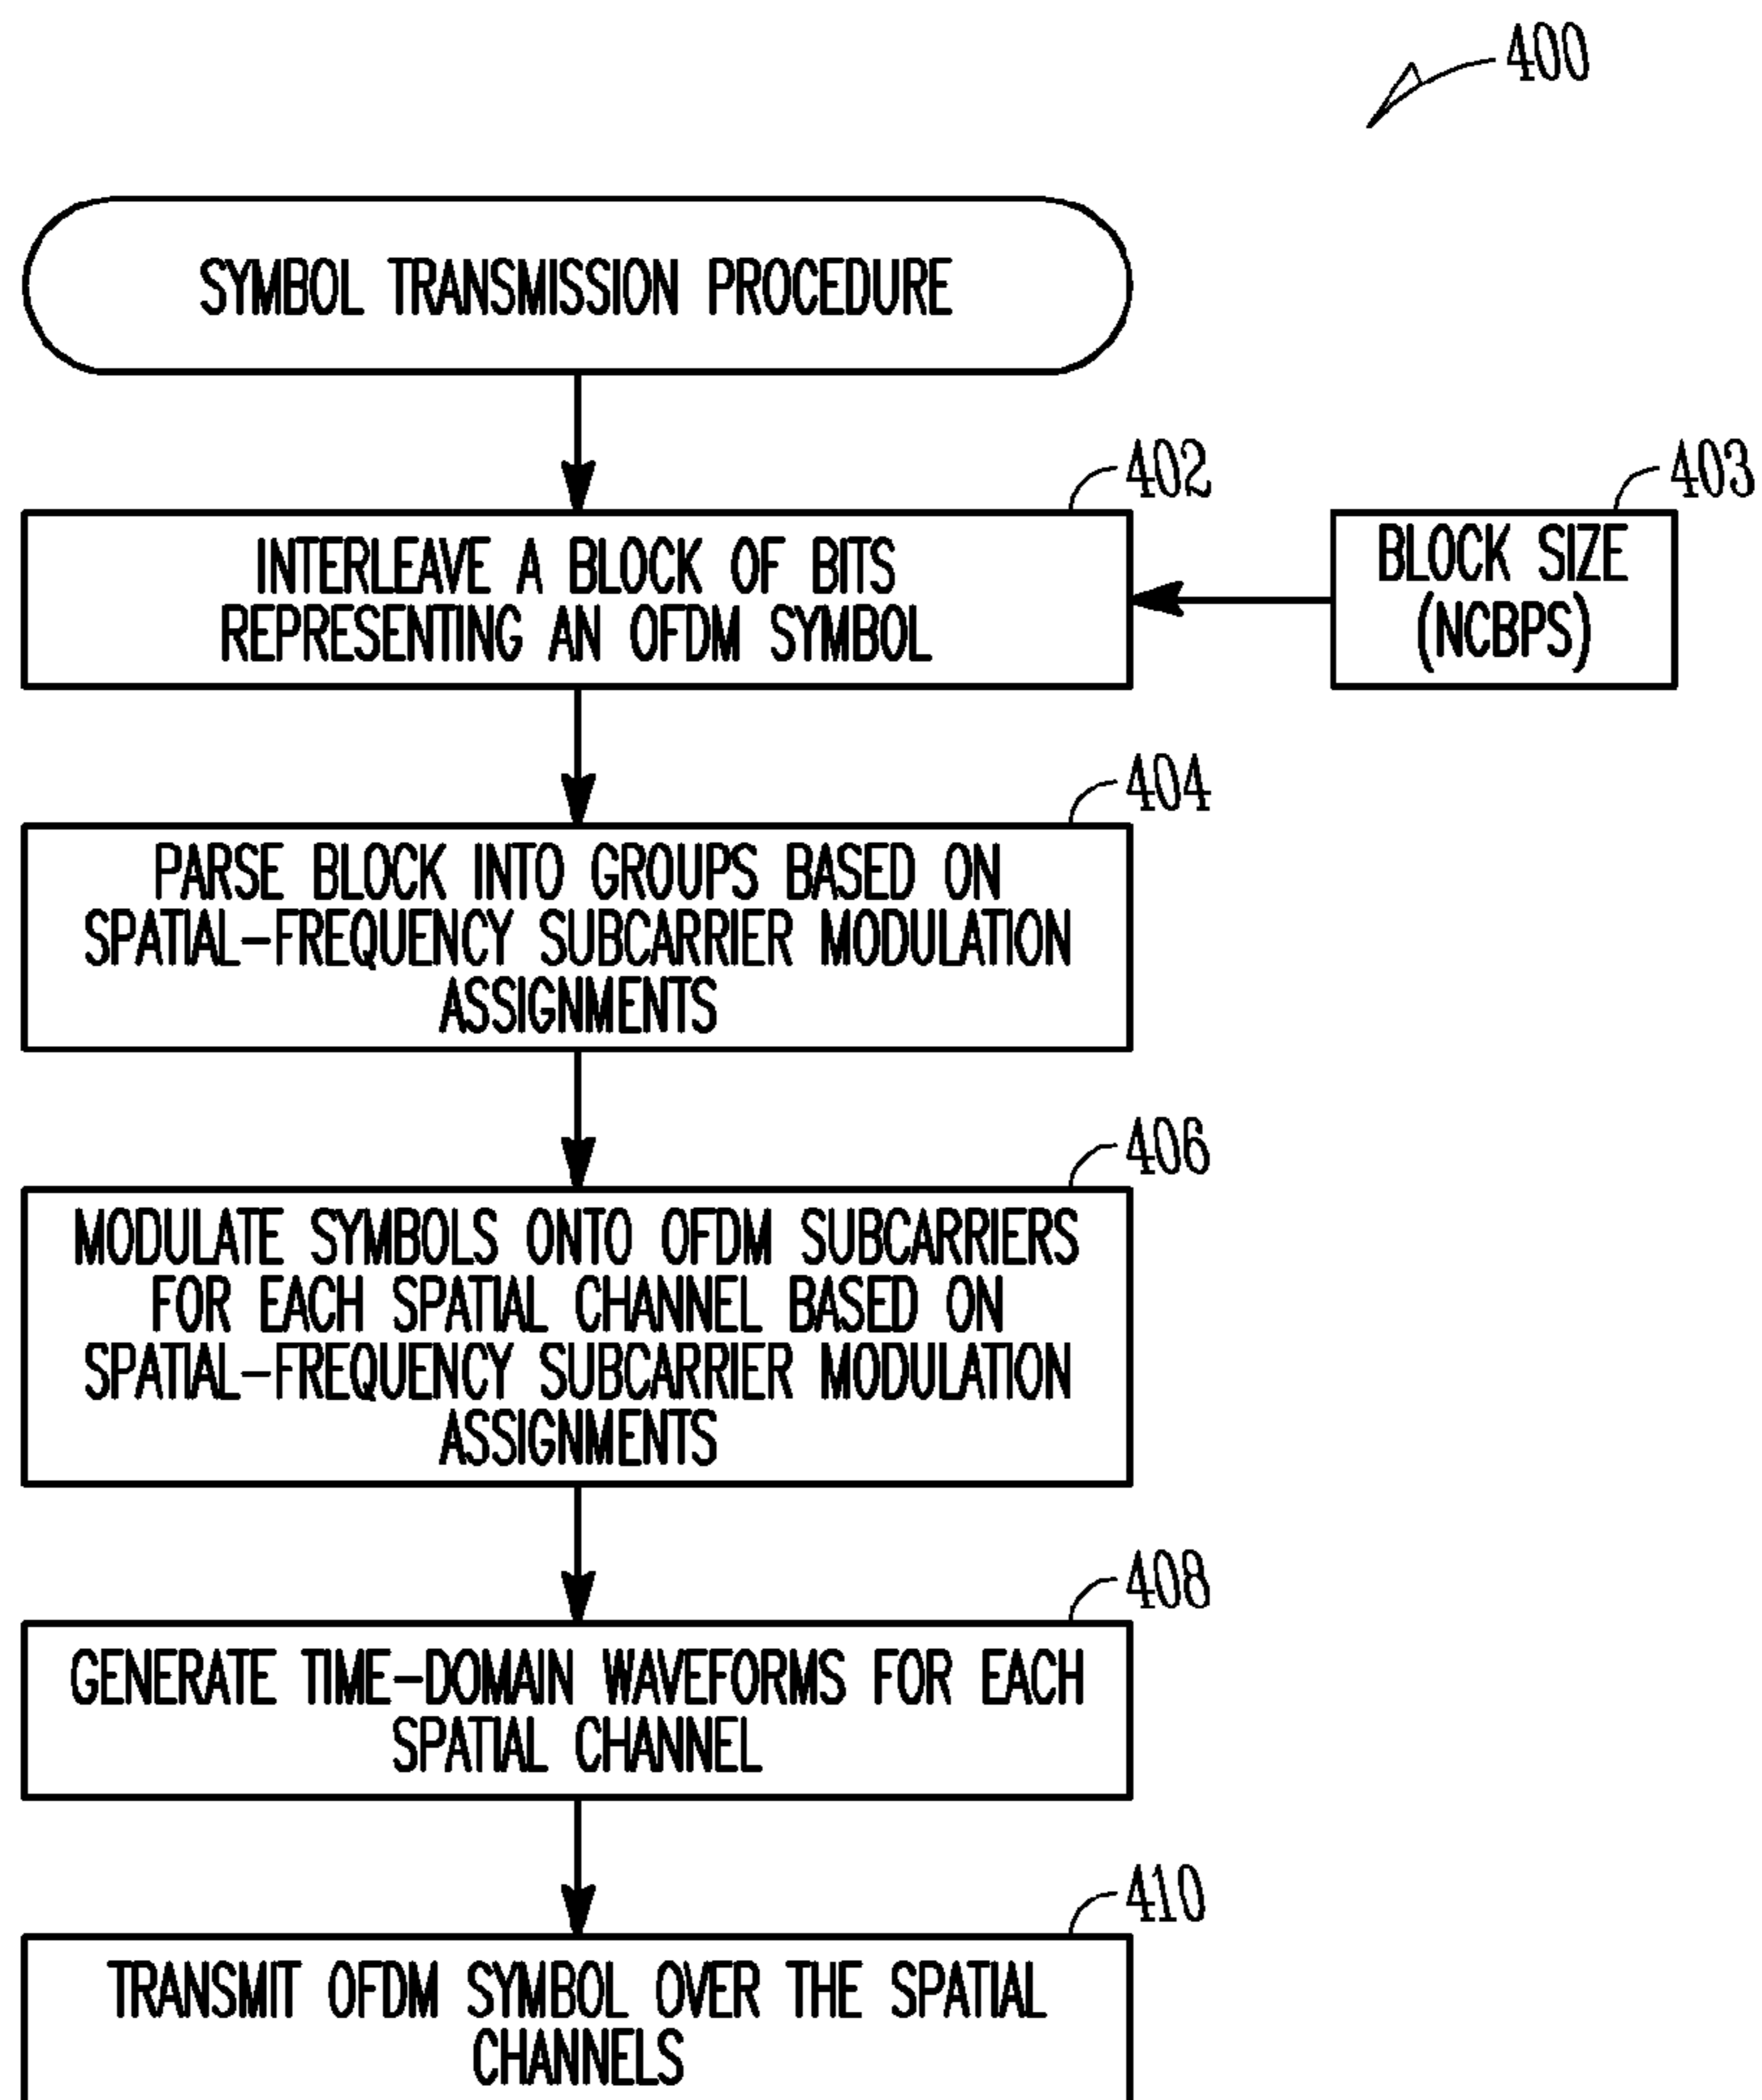 400
SYMBOL TRANSMISSION PROCEDURE
402
INTERLEAVE A BLOCK OF BITS
REPRESENTING AN OFDM SYMBOL
403
BLOCK SIZE
(NCBPS)
404
PARSE BLOCK INTO GROUPS BASED ON
SPATIAL-FREQUENCY SUBCARRIER MODULATION
ASSIGNMENTS
406
MODULATE SYMBOLS ONTO OFDM SUBCARRIERS
FOR EACH SPATIAL CHANNEL BASED ON
SPATIAL-FREQUENCY SUBCARRIER MODULATION
ASSIGNMENTS
408
GENERATE TIME-DOMAIN WAVEFORMS FOR EACH
SPATIAL CHANNEL
410
TRANSMIT OFDM SYMBOL OVER THE SPATIAL
CHANNELS